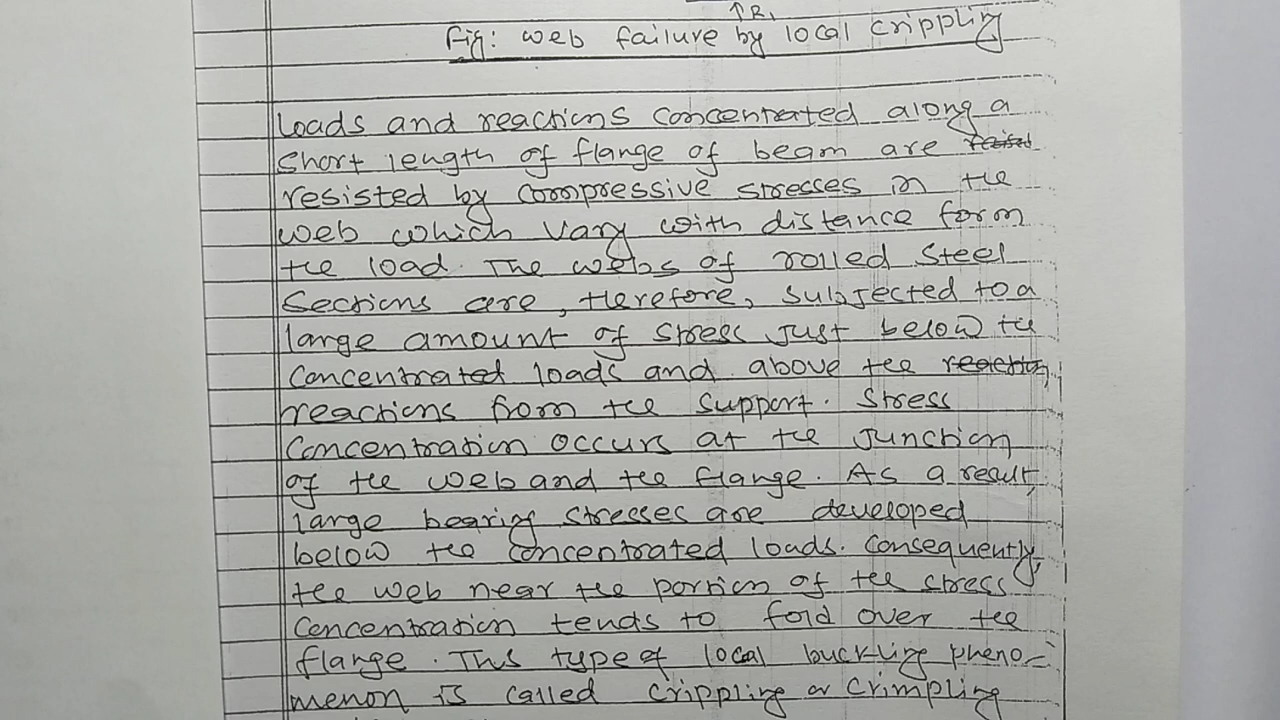 ↑R₁
Fig: web failure by local crippling
Loads and reactions concentrated along a
short length of flange of beam are
resisted by compressive stresses in the
web which vary with distance form
the load. The webs of rolled steel
sections are, therefore, subjected to a
large amount of stress just below the
concentrated loads and above the reaction
reactions from the support. Stress
concentration occurs at the junction
of the web and the flange. As a result,
large bearing stresses are developed
below the concentrated loads. Consequently,
the web near the portion of the stress
concentration tends to fold over the
flange. This type of local buckling pheno-
menon is called crippling or crimpling